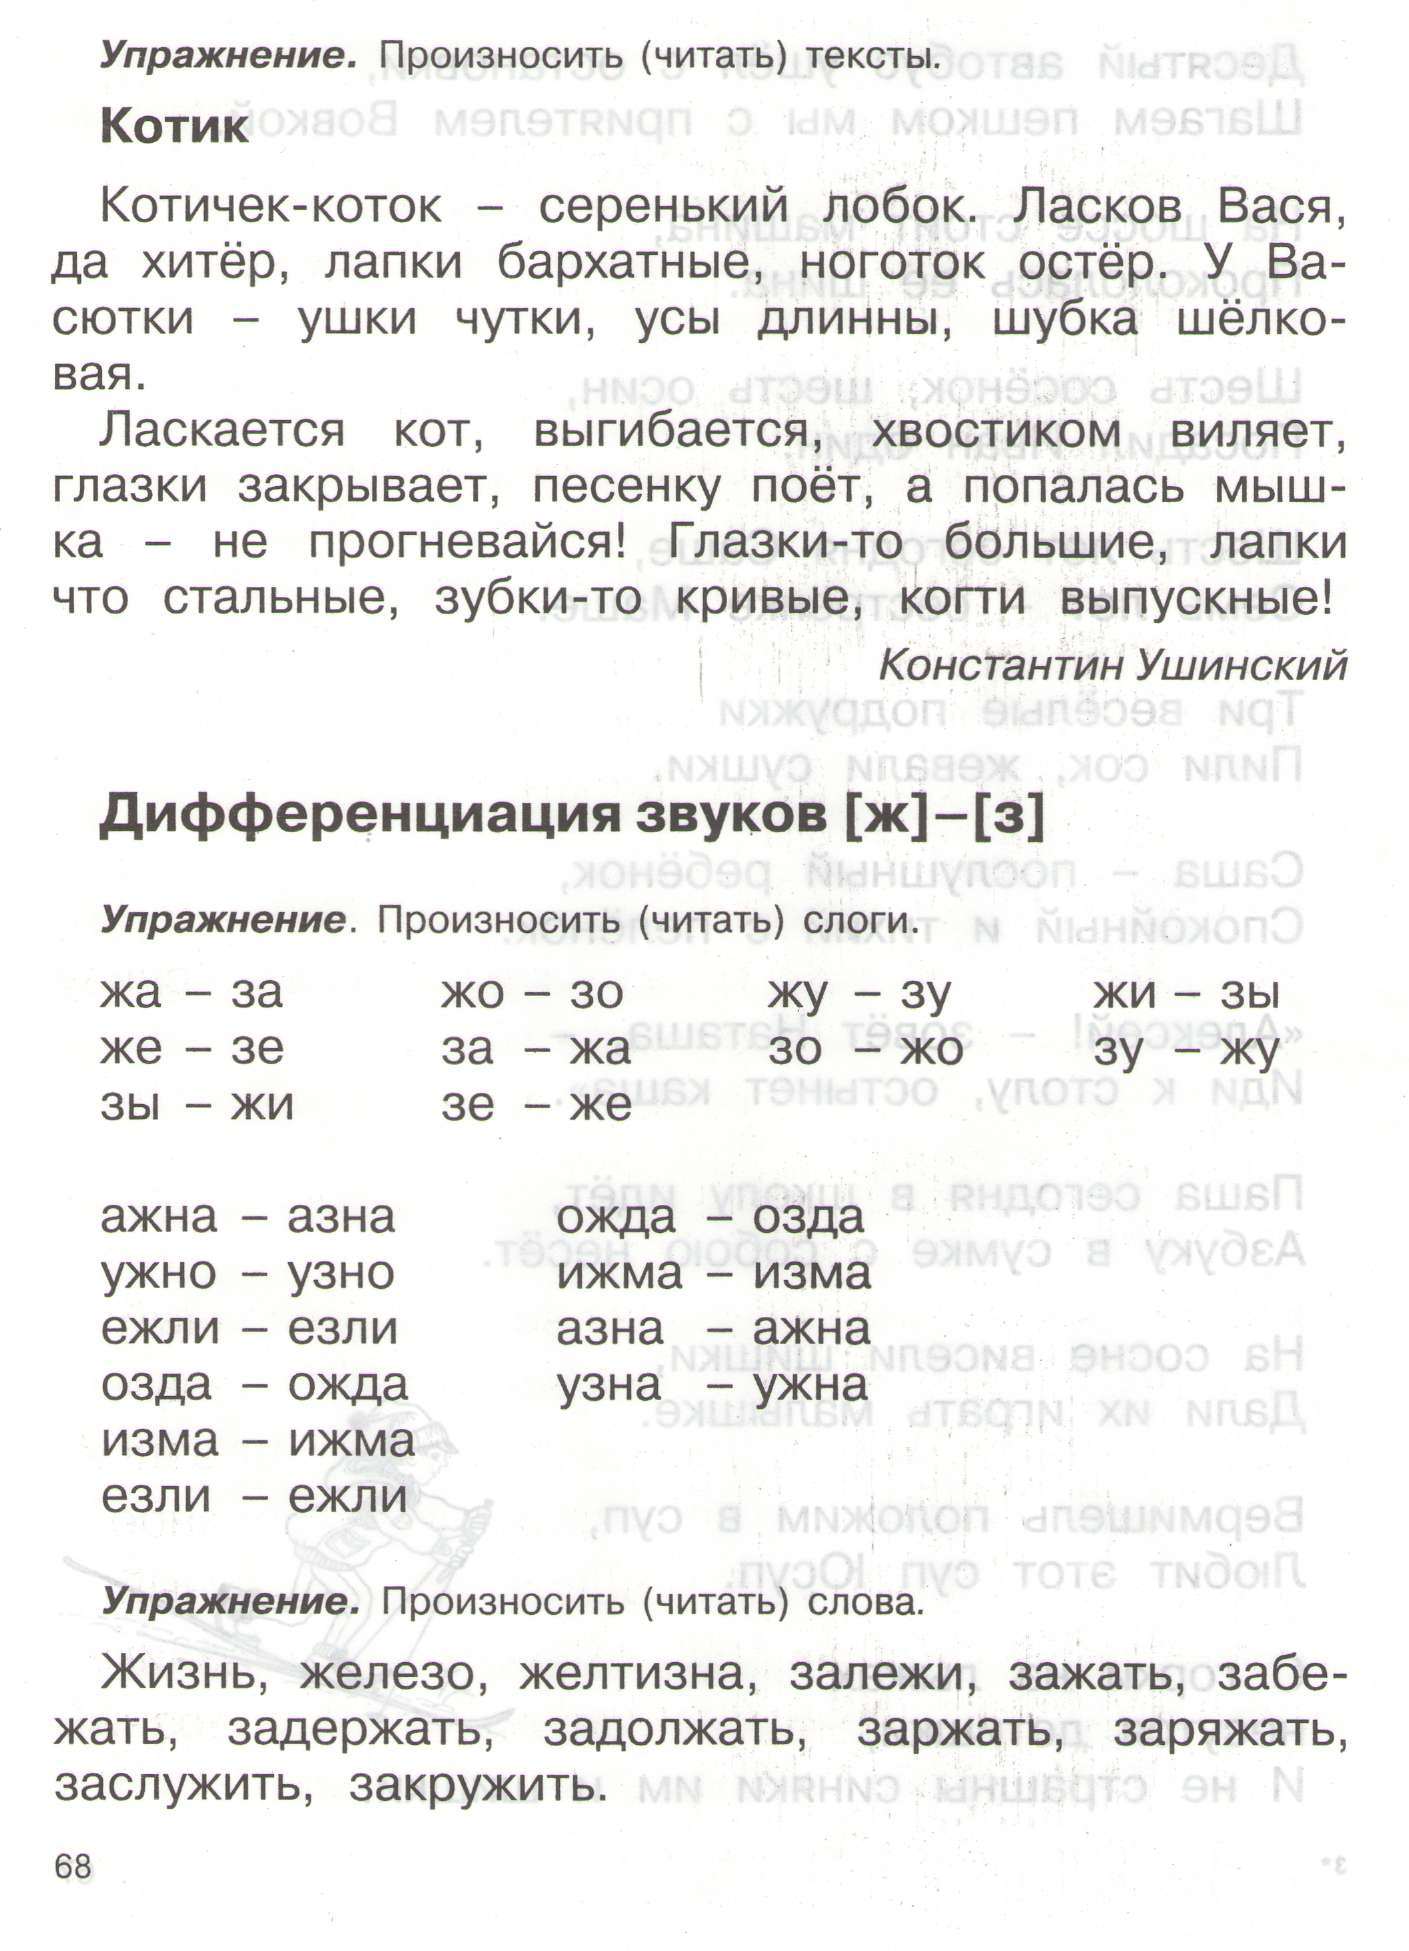 Упражнение. Произносить (читать) тексты.
Котик
Котичек-коток – серенький лобок. Ласков Вася,
да хитёр, лапки бархатные, ноготок остёр. У Ва-
сютки – ушки чутки, усы длинны, шубка шёлко-
вая.
Ласкается кот, выгибается, хвостиком виляет,
глазки закрывает, песенку поёт, а попалась мыш-
ка – не прогневайся! Глазки-то большие, лапки
что стальные, зубки-то кривые, когти выпускные!
Константин Ушинский
Дифференциация звуков [ж]–[з]
Упражнение. Произносить (читать) слоги.
жа – за жо – зо жу – зу жи – зы
же – зе за – жа зо – жо зу – жу
зы – жи зе – же
ажна – азна ожда – озда
ужно – узно ижма – изма
ежли – езли азна – ажна
озда – ожда узна – ужна
изма – ижма
езли – ежли
Упражнение. Произносить (читать) слова.
Жизнь, железо, желтизна, залежи, зажать, забе-
жать, задержать, задолжать, заржать, заряжать,
заслужить, закружить.
68